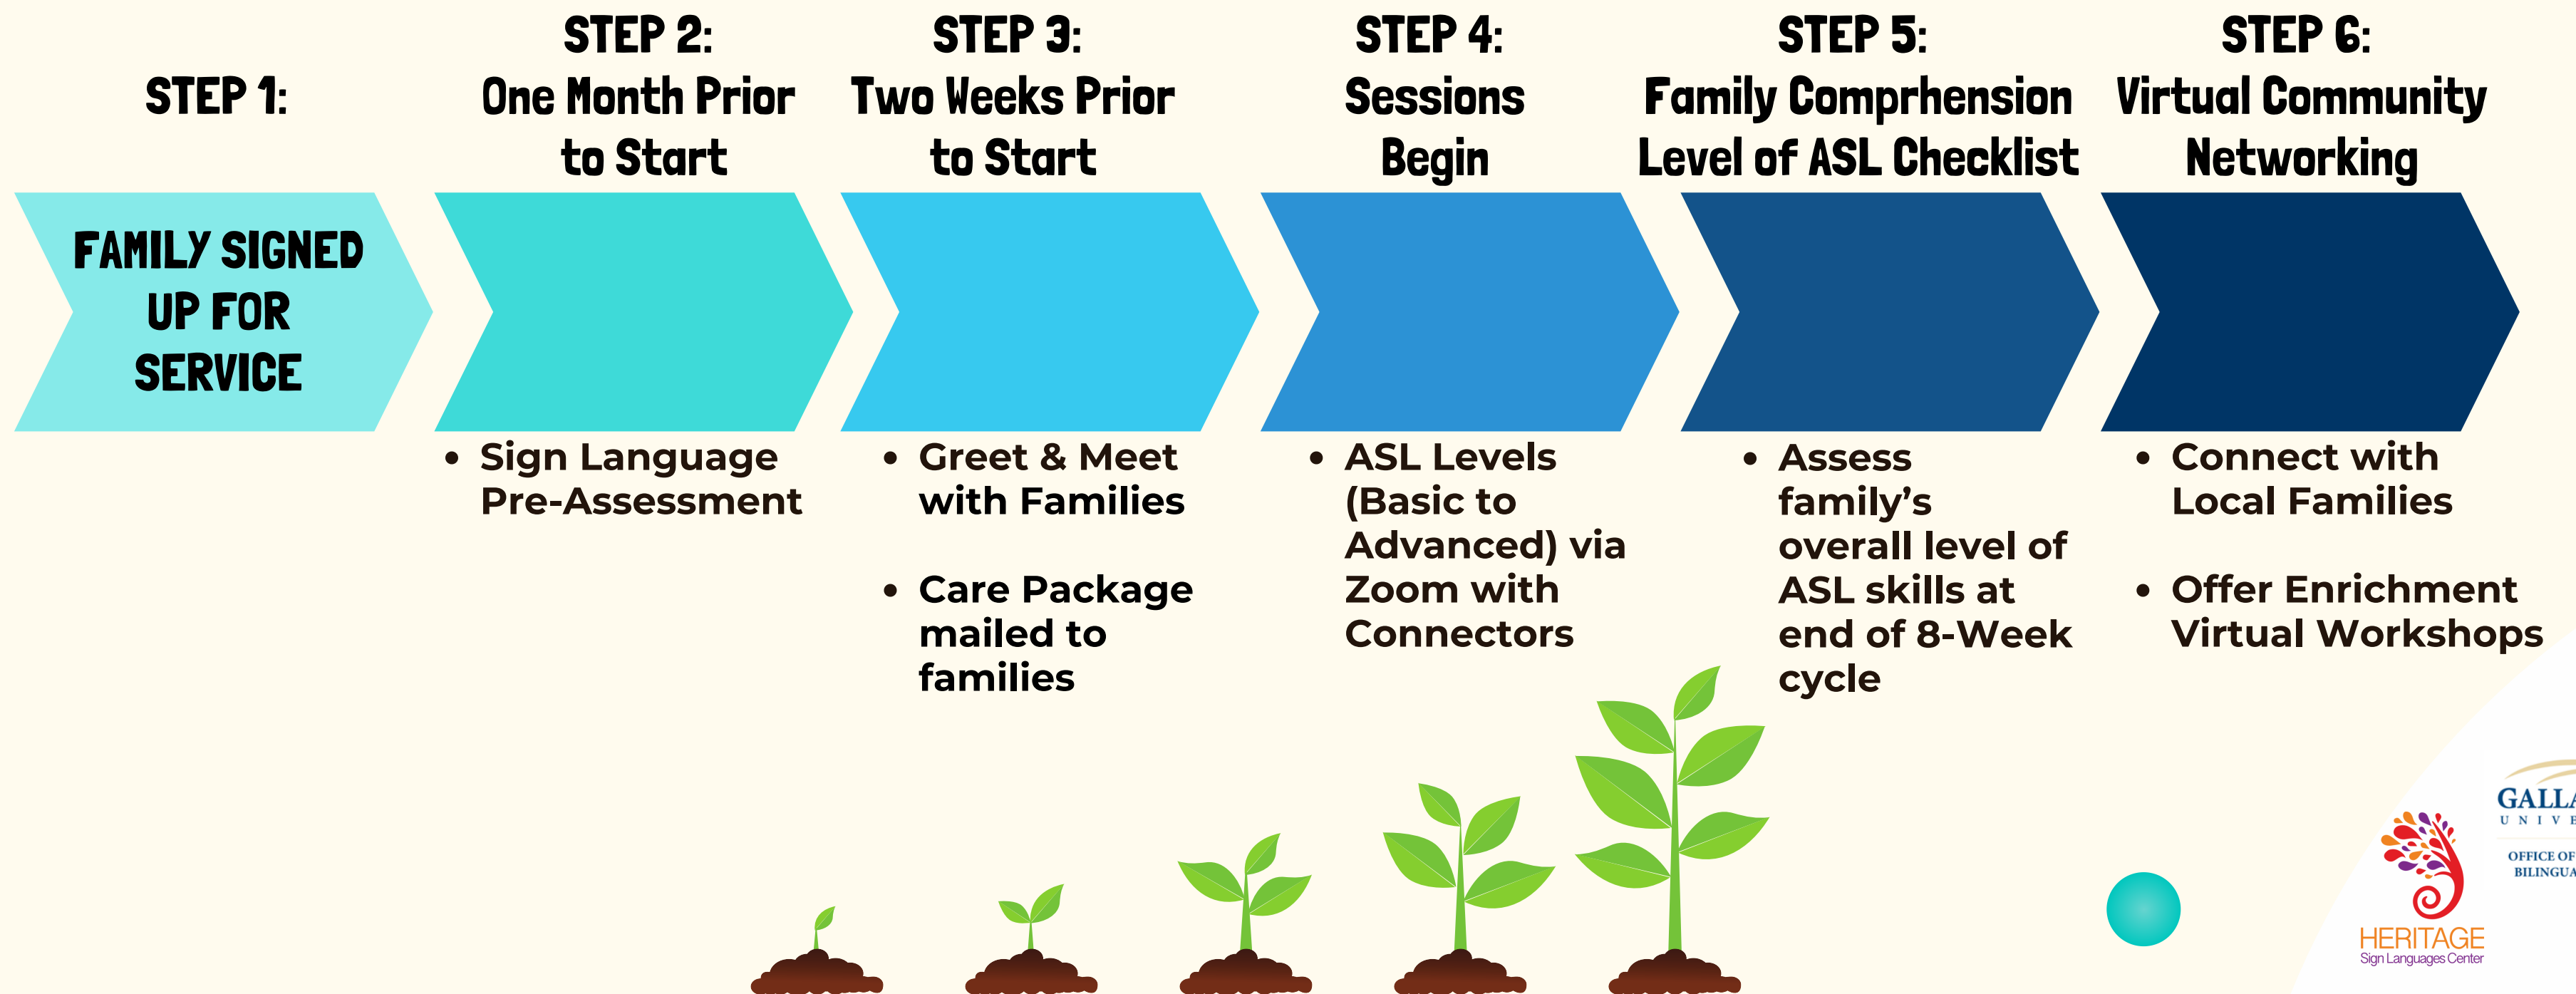 STEP 1:
FAMILY SIGNED
UP FOR
SERVICE
STEP 2:
One Month Prior
to Start
• Sign Language
Pre-Assessment
STEP 3:
Two Weeks Prior
to Start
• Greet & Meet
with Families
• Care Package
mailed to
families
STEP 4:
Sessions
Begin
• ASL Levels
(Basic to
Advanced) via
Zoom with
Connectors
STEP 5:
Family Comprhension
Level of ASL Checklist
• Assess
family's
overall level of
ASL skills at
end of 8-Week
cycle
STEP 6:
Virtual Community
Networking
• Connect with
Local Families
• Offer Enrichment
Virtual Workshops
HERITAGE
Sign Languages Center
OFFICE OF